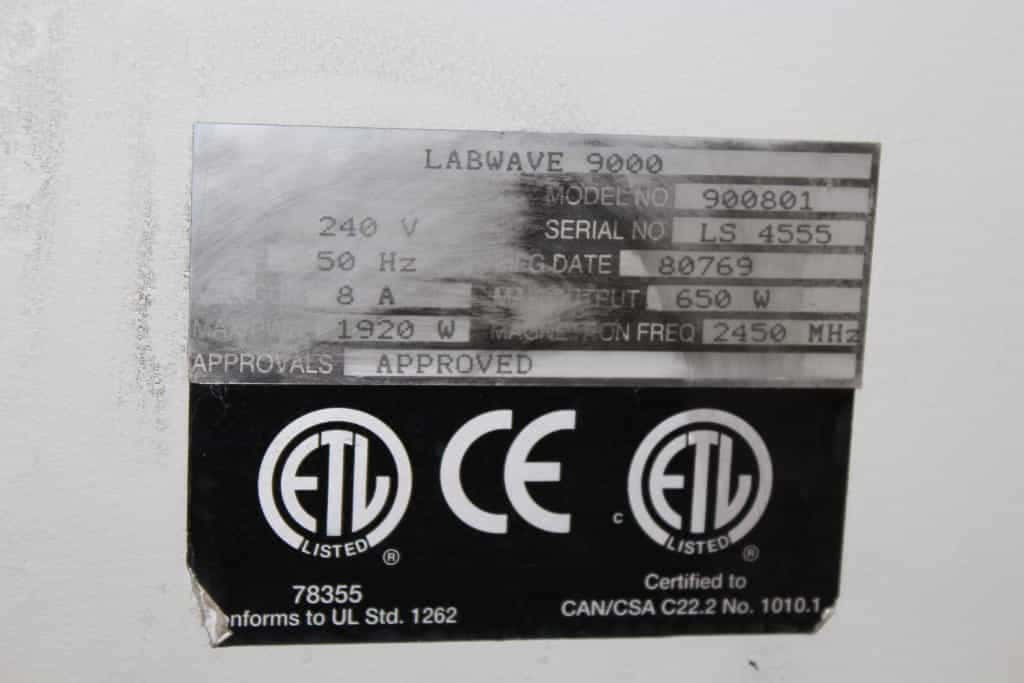 LABWAVE 9000
MODEL NO 900801
240 V SERIAL NO LS 4555
50 Hz DATE 80769
8 A 650 W
1920 W MAGNETRON FREQ 2450 MHz
APPROVALS APPROVED
ETL CE ETL
LISTED ® c LISTED ®
78355 Certified to
to UL Std. 1262 CAN/CSA C22.2 No. 1010.1